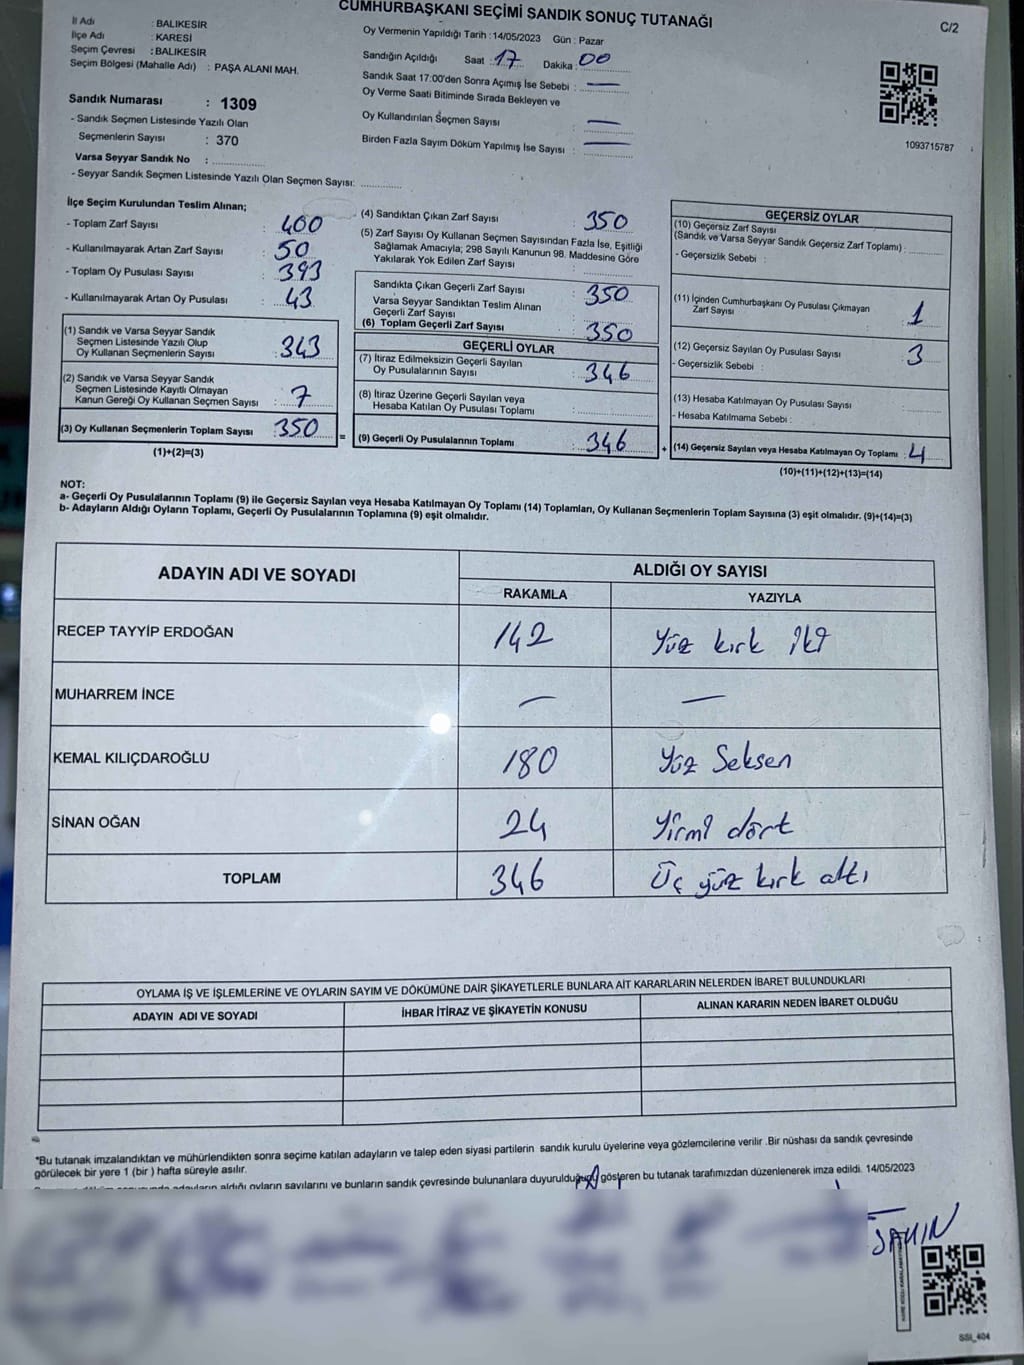 CUMHURBAŞKANI SEÇİMİ SANDIK SONUÇ TUTANAĞI
C/2
İl Adı : BALIKESİR
İlçe Adı : KARESİ
Seçim Çevresi : BALIKESİR
Seçim Bölgesi (Mahalle Adı) : PAŞA ALANI MAH.
Sandık Numarası : 1309
- Sandık Seçmen Listesinde Yazılı Olan
Seçmenlerin Sayısı : 370
Varsa Seyyar Sandık No :
- Seyyar Sandık Seçmen Listesinde Yazılı Olan Seçmen Sayısı:
Oy Vermenin Yapıldığı Tarih :14/05/2023 Gün : Pazar
Sandığın Açıldığı Saat : 17 Dakika : 00
Sandık Saat 17:00'den Sonra Açımış İse Sebebi : —
Oy Verme Saati Bitiminde Sırada Bekleyen ve
Oy Kullandırılan Seçmen Sayısı : —
Birden Fazla Sayım Döküm Yapılmış İse Sayısı : —
1093715787
İlçe Seçim Kurulundan Teslim Alınan;
- Toplam Zarf Sayısı : 400
- Kullanılmayarak Artan Zarf Sayısı : 50
- Toplam Oy Pusulası Sayısı : 393
- Kullanılmayarak Artan Oy Pusulası : 43
(1) Sandık ve Varsa Seyyar Sandık
Seçmen Listesinde Yazılı Olup
Oy Kullanan Seçmenlerin Sayısı : 343
(2) Sandık ve Varsa Seyyar Sandık
Seçmen Listesinde Kayıtlı Olmayan
Kanun Gereği Oy Kullanan Seçmen Sayısı : 7
(3) Oy Kullanan Seçmenlerin Toplam Sayısı : 350
(1)+(2)=(3)
=
(4) Sandıktan Çıkan Zarf Sayısı : 350
(5) Zarf Sayısı Oy Kullanan Seçmen Sayısından Fazla İse, Eşitliği
Sağlamak Amacıyla; 298 Sayılı Kanunun 98. Maddesine Göre
Yakılarak Yok Edilen Zarf Sayısı :
Sandıkta Çıkan Geçerli Zarf Sayısı : 350
Varsa Seyyar Sandıktan Teslim Alınan
Geçerli Zarf Sayısı :
(6) Toplam Geçerli Zarf Sayısı : 350
GEÇERLİ OYLAR
(7) İtiraz Edilmeksizin Geçerli Sayılan
Oy Pusulalarının Sayısı : 346
(8) İtiraz Üzerine Geçerli Sayılan veya
Hesaba Katılan Oy Pusulası Toplamı :
(9) Geçerli Oy Pusulalarının Toplamı : 346
+
GEÇERSİZ OYLAR
(10) Geçersiz Zarf Sayısı
(Sandık ve Varsa Seyyar Sandık Geçersiz Zarf Toplamı) :
- Geçersizlik Sebebi :
(11) İçinden Cumhurbaşkanı Oy Pusulası Çıkmayan
Zarf Sayısı : 1
(12) Geçersiz Sayılan Oy Pusulası Sayısı : 3
- Geçersizlik Sebebi :
(13) Hesaba Katılmayan Oy Pusulası Sayısı :
- Hesaba Katılmama Sebebi :
(14) Geçersiz Sayılan veya Hesaba Katılmayan Oy Toplamı : 4
(10)+(11)+(12)+(13)=(14)
NOT:
a- Geçerli Oy Pusulalarının Toplamı (9) ile Geçersiz Sayılan veya Hesaba Katılmayan Oy Toplamı (14) Toplamları, Oy Kullanan Seçmenlerin Toplam Sayısına (3) eşit olmalıdır. (9)+(14)=(3)
b- Adayların Aldığı Oyların Toplamı, Geçerli Oy Pusulalarının Toplamına (9) eşit olmalıdır.
ADAYIN ADI VE SOYADI
ALDIĞI OY SAYISI
RAKAMLA YAZIYLA
RECEP TAYYİP ERDOĞAN 142 Yüz kırk iki
MUHARREM İNCE — —
KEMAL KILIÇDAROĞLU 180 Yüz Seksen
SİNAN OĞAN 24 Yirmi dört
TOPLAM 346 Üç yüz kırk altı
OYLAMA İŞ VE İŞLEMLERİNE VE OYLARIN SAYIM VE DÖKÜMÜNE DAİR ŞİKAYETLERLE BUNLARA AİT KARARLARIN NELERDEN İBARET BULUNDUKLARI
ADAYIN ADI VE SOYADI İHBAR İTİRAZ VE ŞİKAYETİN KONUSU ALINAN KARARIN NEDEN İBARET OLDUĞU
*Bu tutanak imzalandıktan ve mühürlendikten sonra seçime katılan adayların ve talep eden siyasi partilerin sandık kurulu üyelerine veya gözlemcilerine verilir .Bir nüshası da sandık çevresinde
görülecek bir yere 1 (bir ) hafta süreyle asılır.
adayların aldığı oyların sayılarını ve bunların sandık çevresinde bulunanlara duyurulduğunu gösteren bu tutanak tarafımızdan düzenlenerek imza edildi. 14/05/2023
SSİ_404